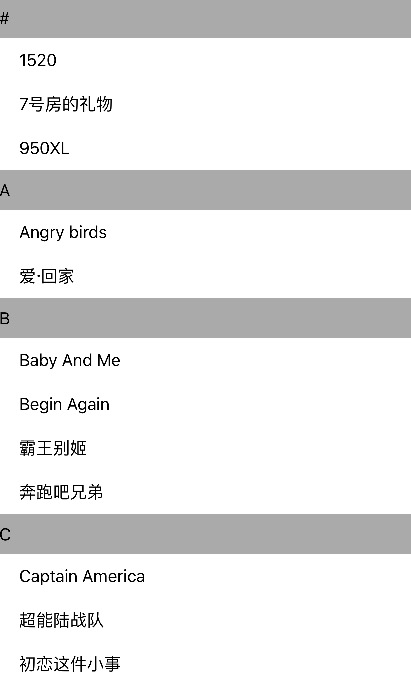 #
1520
7号房的礼物
950XL
A
Angry birds
爱·回家
B
Baby And Me
Begin Again
霸王别姬
奔跑吧兄弟
C
Captain America
超能陆战队
初恋这件小事